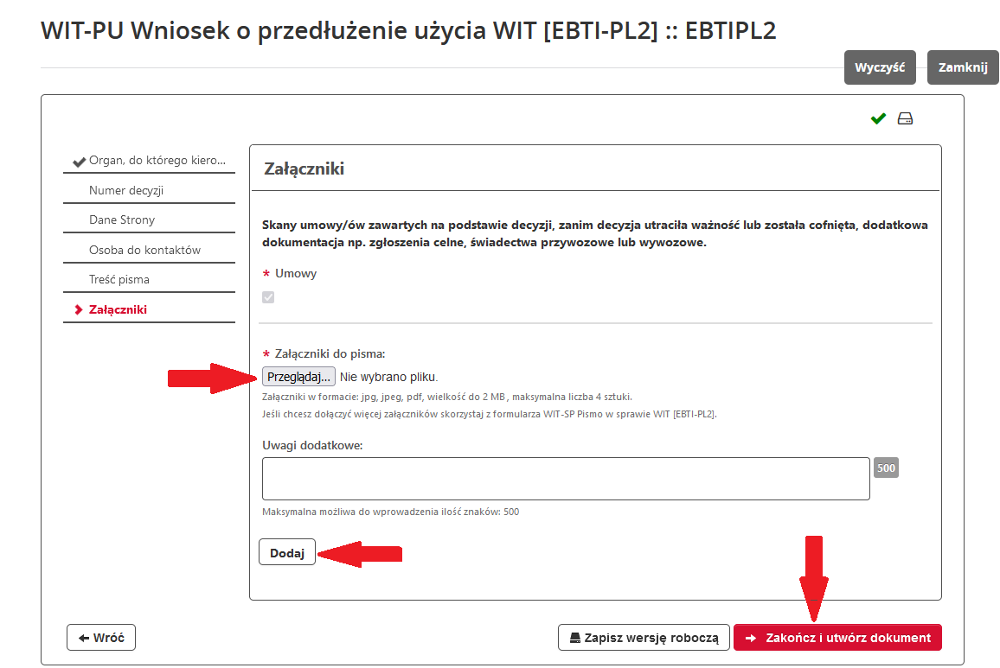 WIT-PU Wniosek o przedłużenie użycia WIT [EBTI-PL2] :: EBTIPL2
Wyczyść
Zamknij
Organ, do którego kiero...
Numer decyzji
Dane Strony
Osoba do kontaktów
Treść pisma
Załączniki
Załączniki
Skany umowy/ów zawartych na podstawie decyzji, zanim decyzja utraciła ważność lub została cofnięta, dodatkowa
dokumentacja np. zgłoszenia celne, świadectwa przywozowe lub wywozowe.
* Umowy
* Załączniki do pisma:
Przeglądaj... Nie wybrano pliku.
Załączniki w formacie: jpg, jpeg, pdf, wielkość do 2 MB, maksymalna liczba 4 sztuki.
Jeśli chcesz dołączyć więcej załączników skorzystaj z formularza WIT-SP Pismo w sprawie WIT [EBTI-PL2].
Uwagi dodatkowe:
500
Maksymalna możliwa do wprowadzenia ilość znaków: 500
Dodaj
Wróć
Zapisz wersję roboczą
Zakończ i utwórz dokument